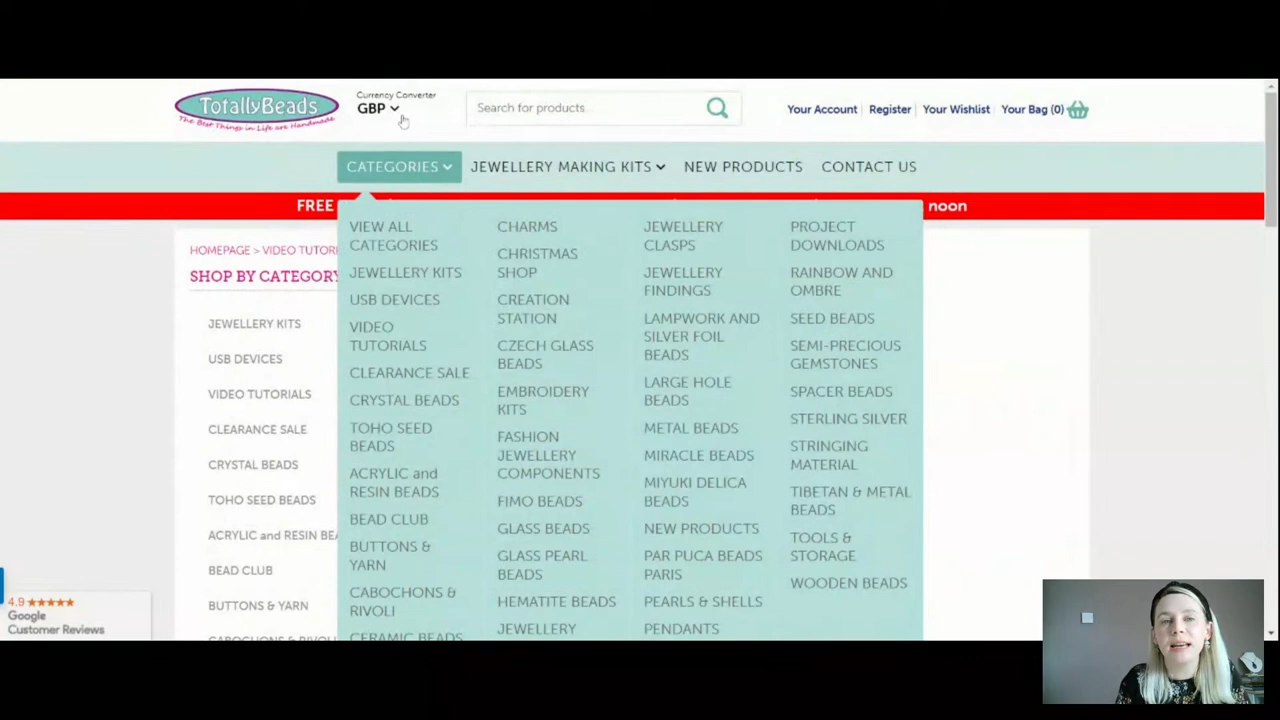 TotallyBeads
The Best Things in Life are Handmade
Currency Converter
GBP
Search for products.
Your Account
Register
Your Wishlist
Your Bag (0)
CATEGORIES
JEWELLERY MAKING KITS
NEW PRODUCTS
CONTACT US
FREE
noon
HOMEPAGE > VIDEO TUTORI
SHOP BY CATEGORY
JEWELLERY KITS
USB DEVICES
VIDEO TUTORIALS
CLEARANCE SALE
CRYSTAL BEADS
TOHO SEED BEADS
ACRYLIC and RESIN BEA
BEAD CLUB
BUTTONS & YARN
CABOCHONS & RIVOLI
VIEW ALL
CATEGORIES
JEWELLERY KITS
USB DEVICES
VIDEO
TUTORIALS
CLEARANCE SALE
CRYSTAL BEADS
TOHO SEED
BEADS
ACRYLIC and
RESIN BEADS
BEAD CLUB
BUTTONS &
YARN
CABOCHONS &
RIVOLI
CERAMIC BEADS
CHARMS
CHRISTMAS
SHOP
CREATION
STATION
CZECH GLASS
BEADS
EMBROIDERY
KITS
FASHION
JEWELLERY
COMPONENTS
FIMO BEADS
GLASS BEADS
GLASS PEARL
BEADS
HEMATITE BEADS
JEWELLERY
JEWELLERY
CLASPS
JEWELLERY
FINDINGS
LAMPWORK AND
SILVER FOIL
BEADS
LARGE HOLE
BEADS
METAL BEADS
MIRACLE BEADS
MIYUKI DELICA
BEADS
NEW PRODUCTS
PAR PUCA BEADS
PARIS
PEARLS & SHELLS
PENDANTS
PROJECT
DOWNLOADS
RAINBOW AND
OMBRE
SEED BEADS
SEMI-PRECIOUS
GEMSTONES
SPACER BEADS
STERLING SILVER
STRINGING
MATERIAL
TIBETAN & METAL
BEADS
TOOLS &
STORAGE
WOODEN BEADS
4.9 ★★★★★
Google
Customer Reviews